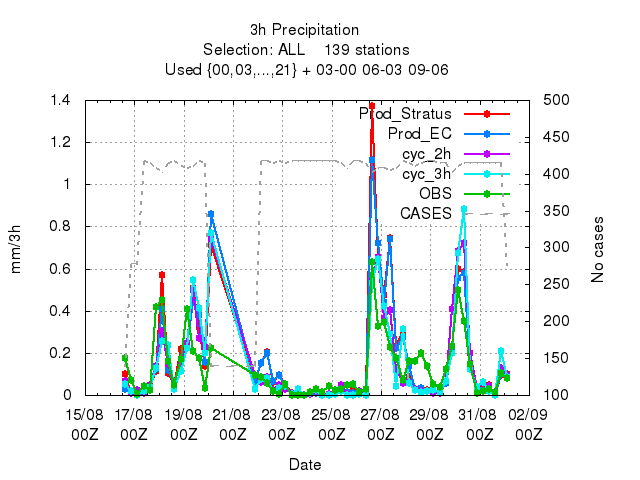 3h Precipitation
Selection: ALL 139 stations
Used {00,03,...,21} + 03-00 06-03 09-06
1.4
1.2
1
0.8
0.6
0.4
0.2
0
mm/3h
500
450
400
350
300
250
200
150
100
No cases
Prod_Stratus
Prod_EC
cyc_2h
cyc_3h
OBS
CASES
15/08 17/08 19/08 21/08 23/08 25/08 27/08 29/08 31/08 02/09
00Z 00Z 00Z 00Z 00Z 00Z 00Z 00Z 00Z 00Z
Date